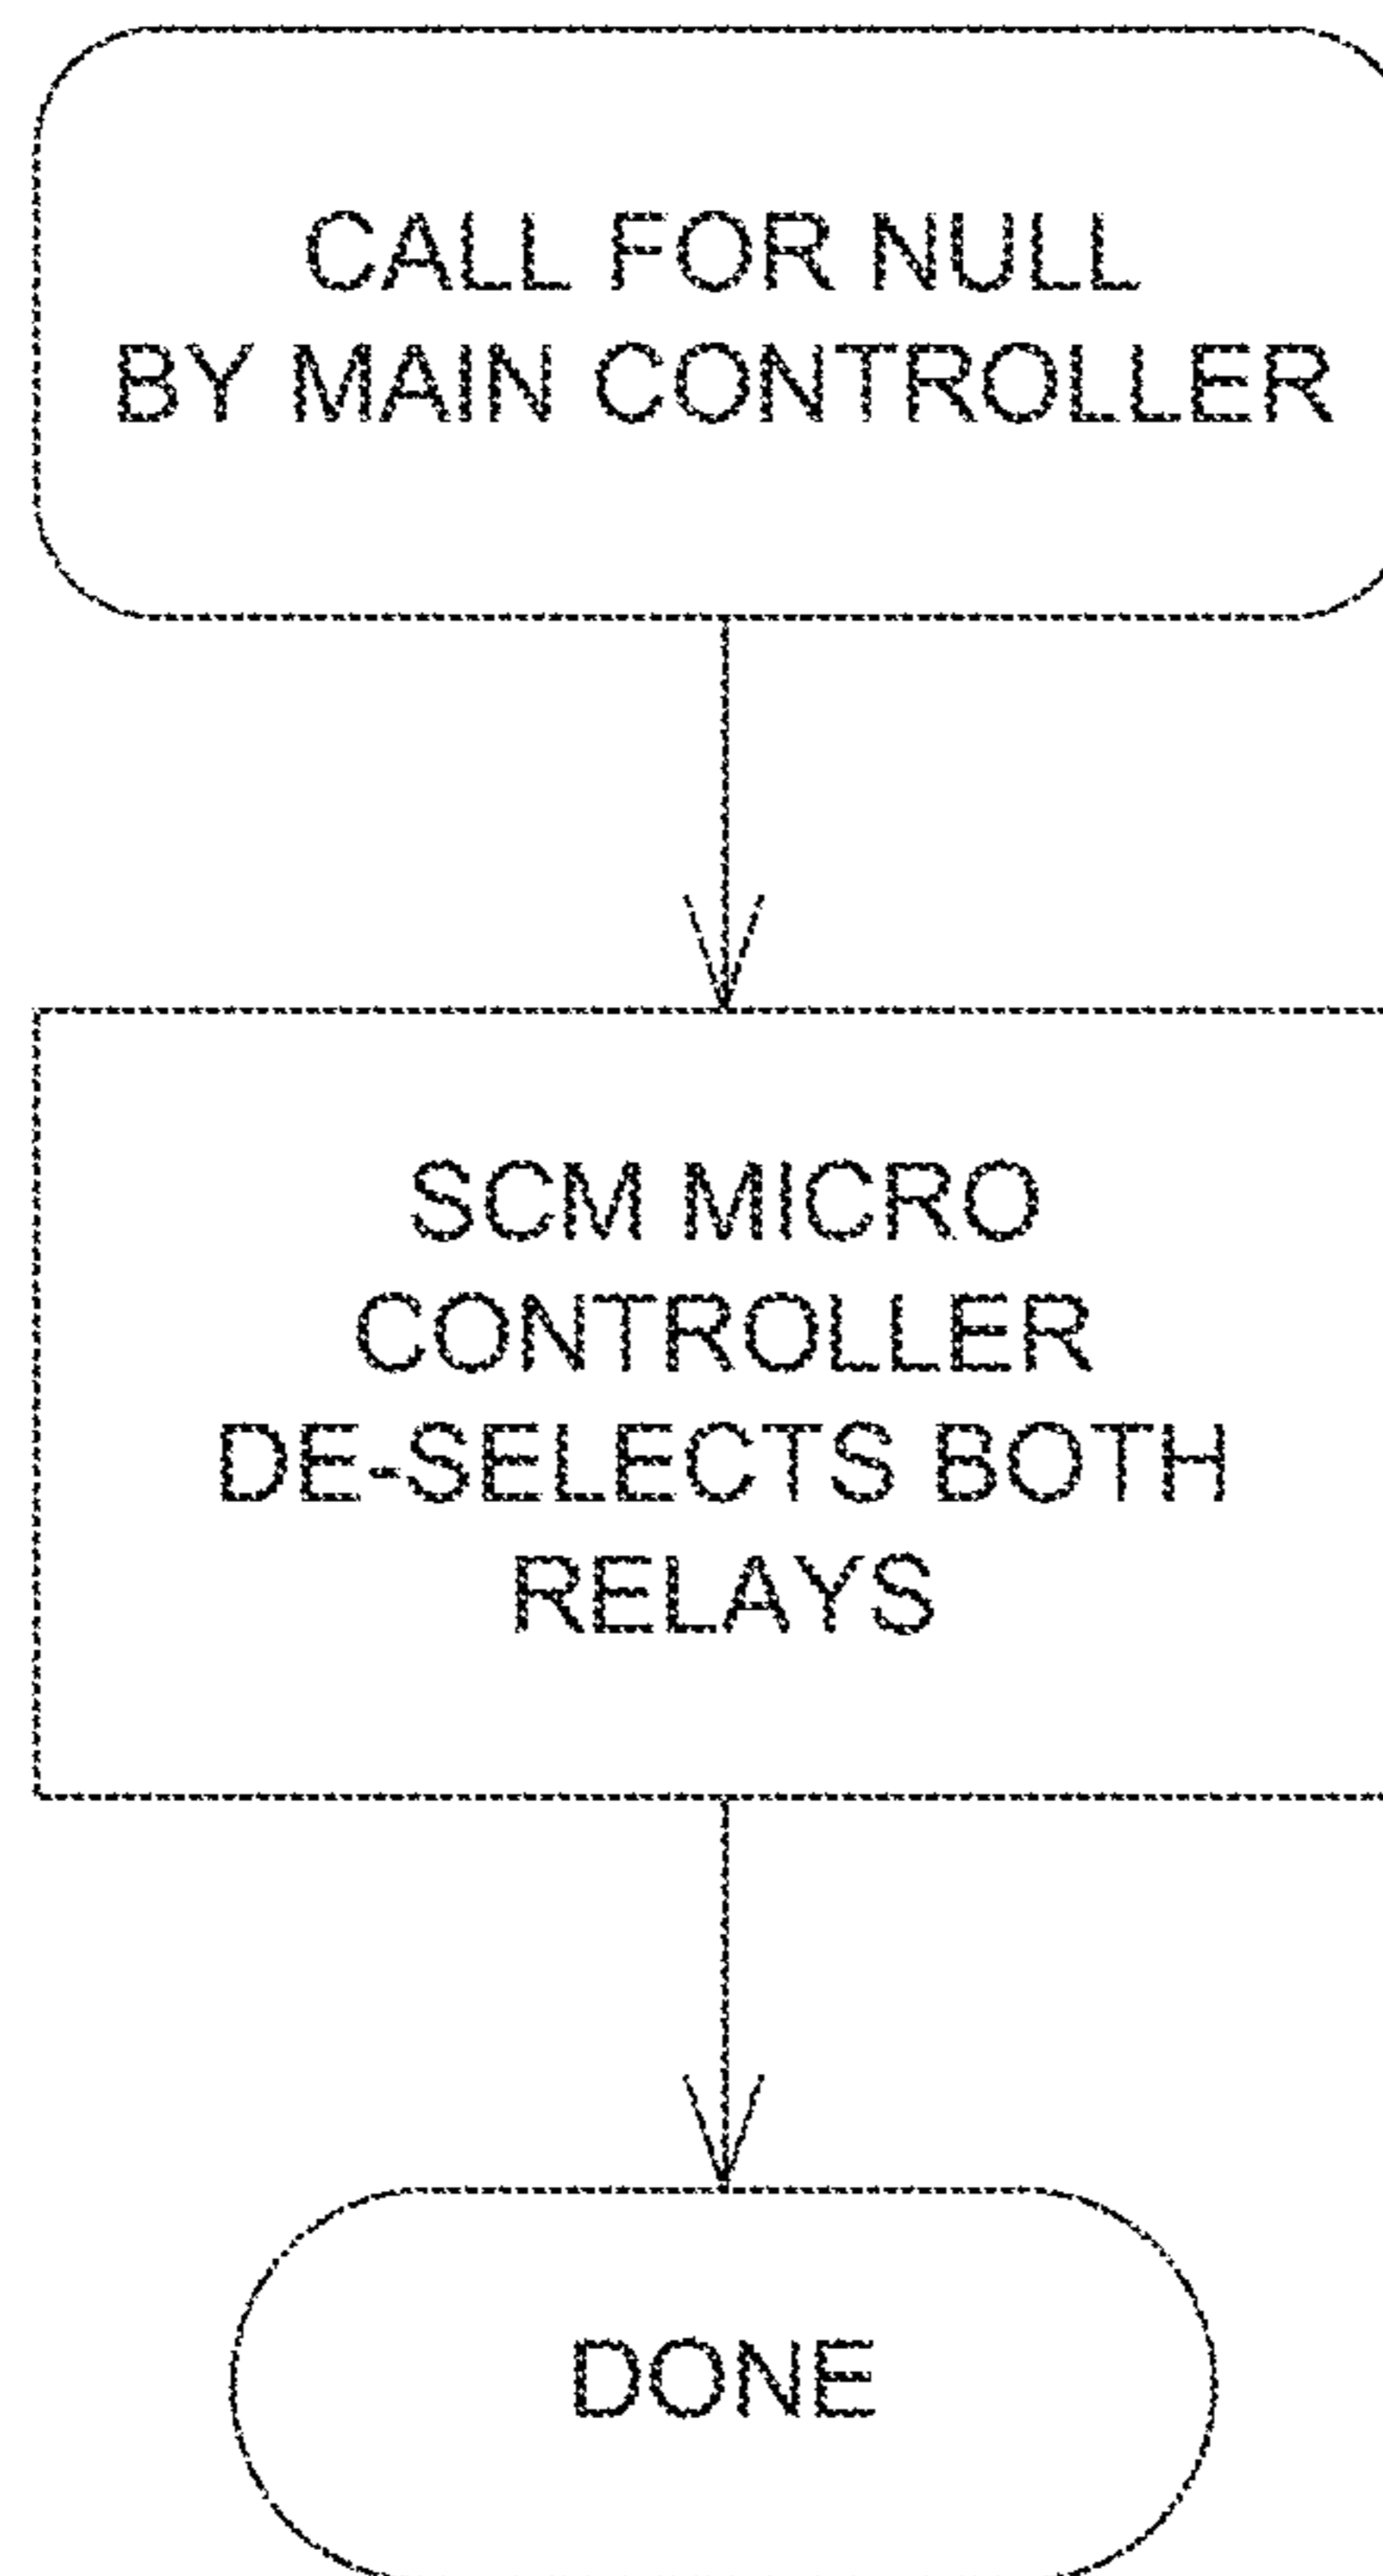 CALL FOR NULL
BY MAIN CONTROLLER
SCM MICRO
CONTROLLER
DE-SELECTS BOTH
RELAYS
DONE